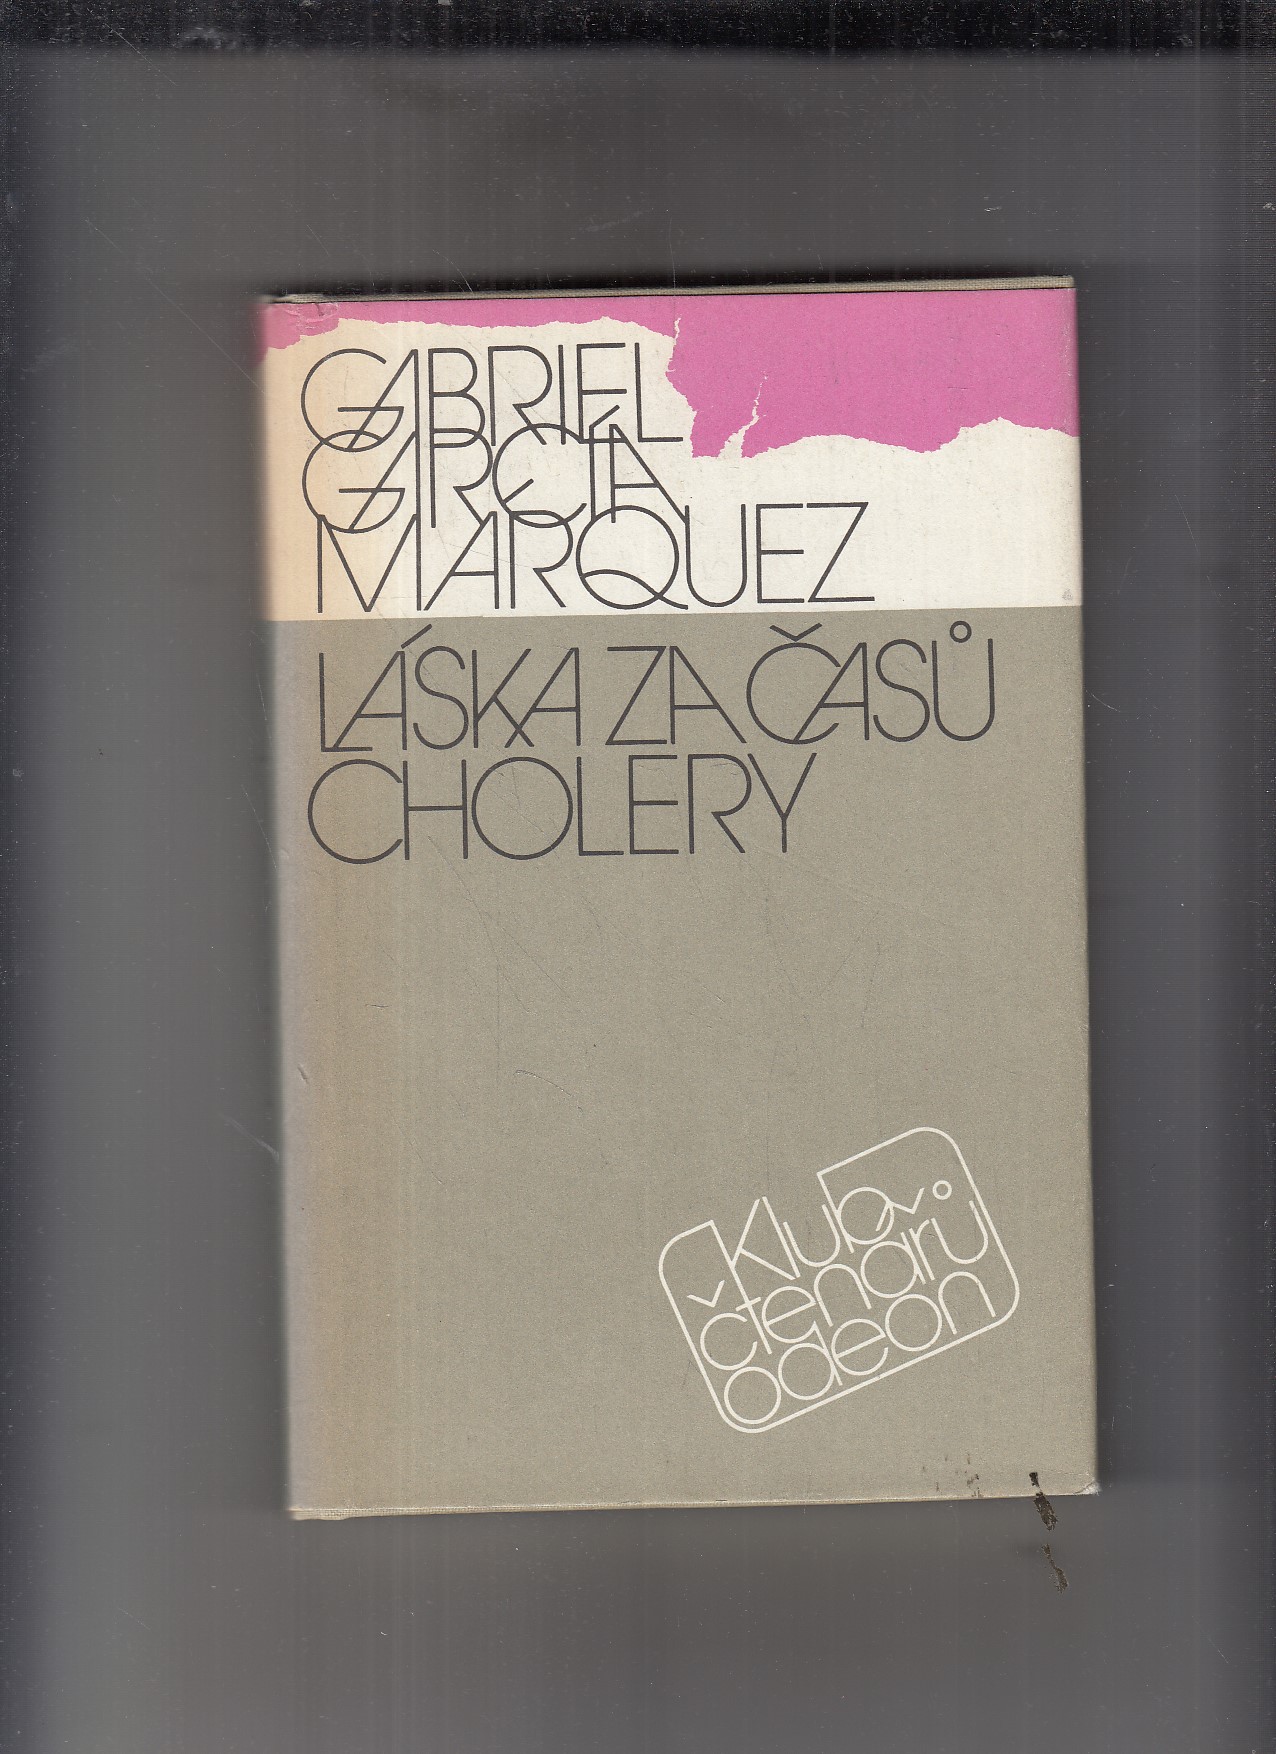 GABRIEL
GARCÍA
MARQUEZ
LÁSKA ZA ČASŮ
CHOLERY
Klub
čtenářů
odeon